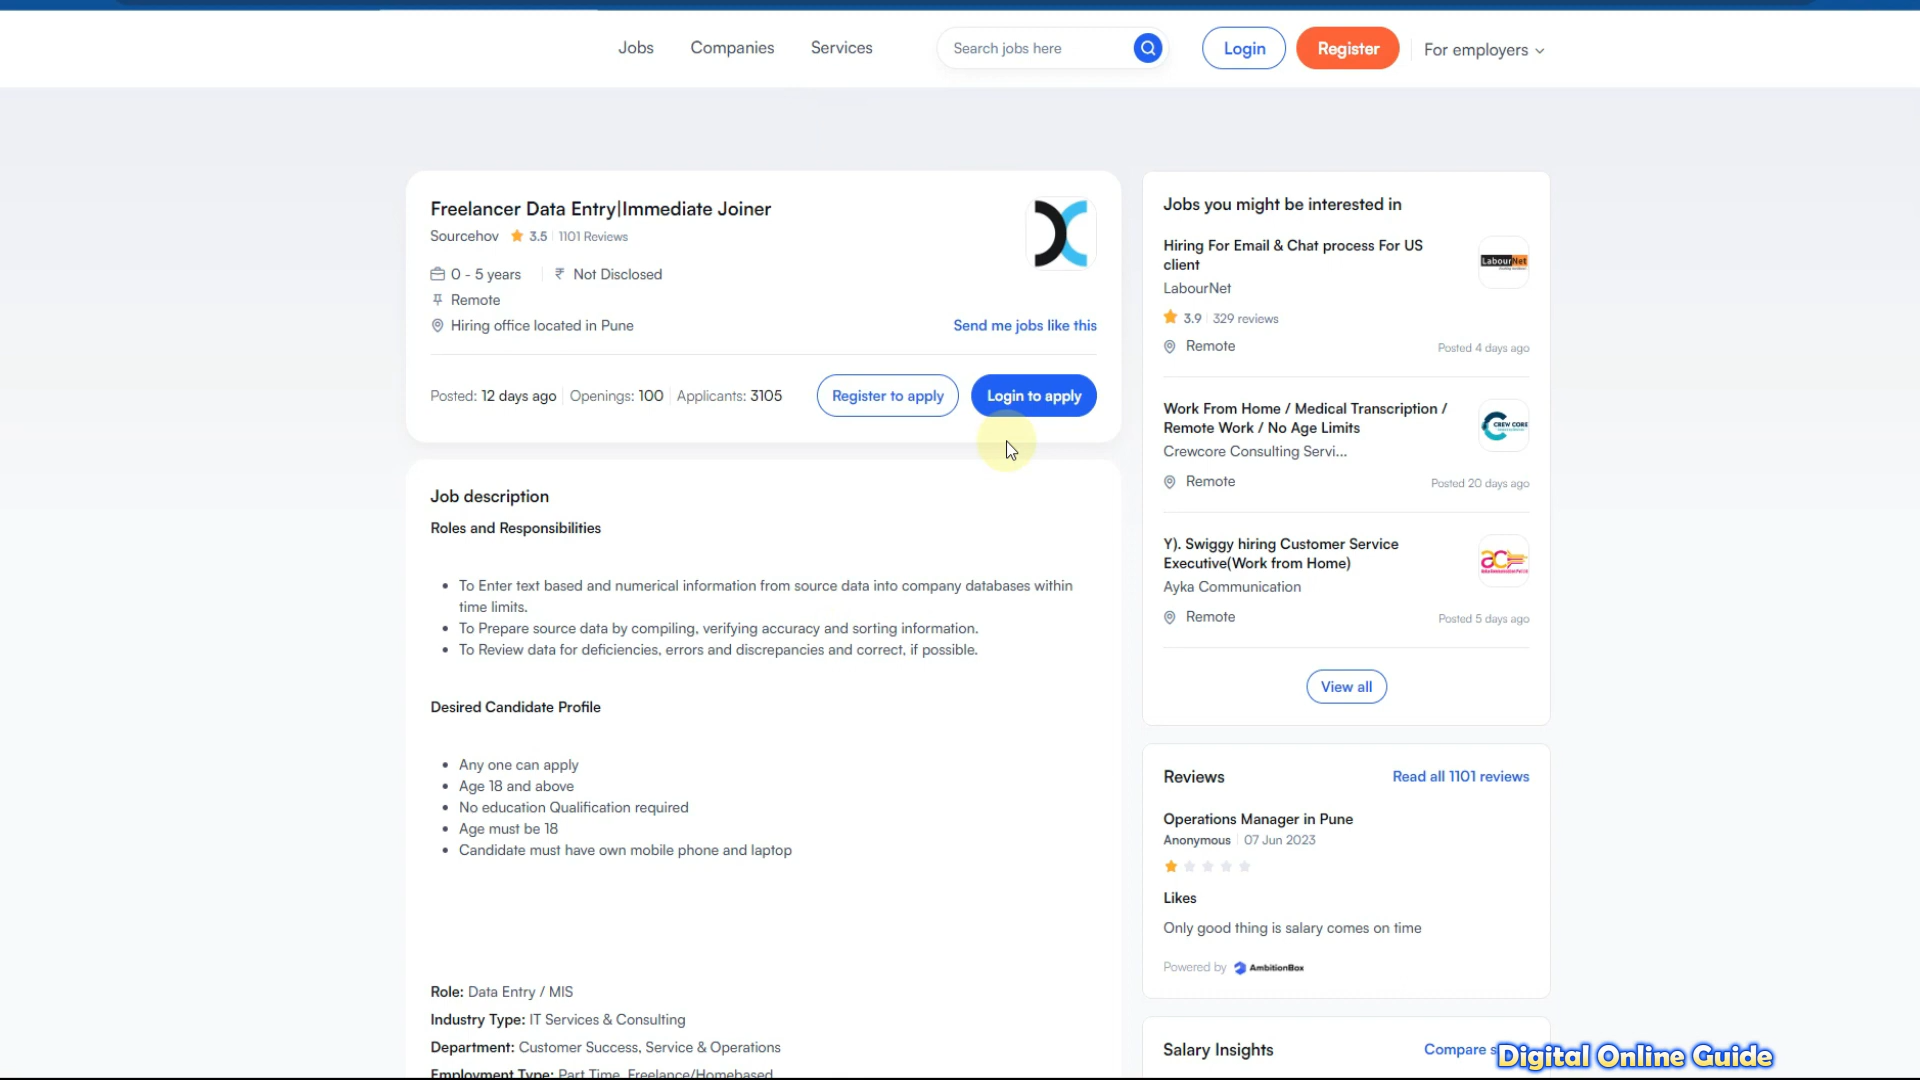 Jobs
Companies
Services
Search jobs here
Login
Register
For employers
Freelancer Data Entry|Immediate Joiner
Sourcehov 3.5 1101 Reviews
0 - 5 years ₹ Not Disclosed
Remote
Hiring office located in Pune
Send me jobs like this
Posted: 12 days ago Openings: 100 Applicants: 3105
Register to apply
Login to apply
Job description
Roles and Responsibilities
• To Enter text based and numerical information from source data into company databases within
time limits.
• To Prepare source data by compiling, verifying accuracy and sorting information.
• To Review data for deficiencies, errors and discrepancies and correct, if possible.
Desired Candidate Profile
• Any one can apply
• Age 18 and above
• No education Qualification required
• Age must be 18
• Candidate must have own mobile phone and laptop
Role: Data Entry / MIS
Industry Type: IT Services & Consulting
Department: Customer Success, Service & Operations
Employment Type: Part Time, Freelance/Homebased
Jobs you might be interested in
Hiring For Email & Chat process For US
client
LabourNet
LabourNet
3.9 329 reviews
Remote
Posted 4 days ago
Work From Home / Medical Transcription /
Remote Work / No Age Limits
CREW CORE
Crewcore Consulting Servi...
Remote
Posted 20 days ago
Y). Swiggy hiring Customer Service
Executive(Work from Home)
ac
Ayka Communication
Remote
Posted 5 days ago
View all
Reviews
Read all 1101 reviews
Operations Manager in Pune
Anonymous 07 Jun 2023
Likes
Only good thing is salary comes on time
Powered by AmbitionBox
Salary Insights
Compare
Digital Online Guide